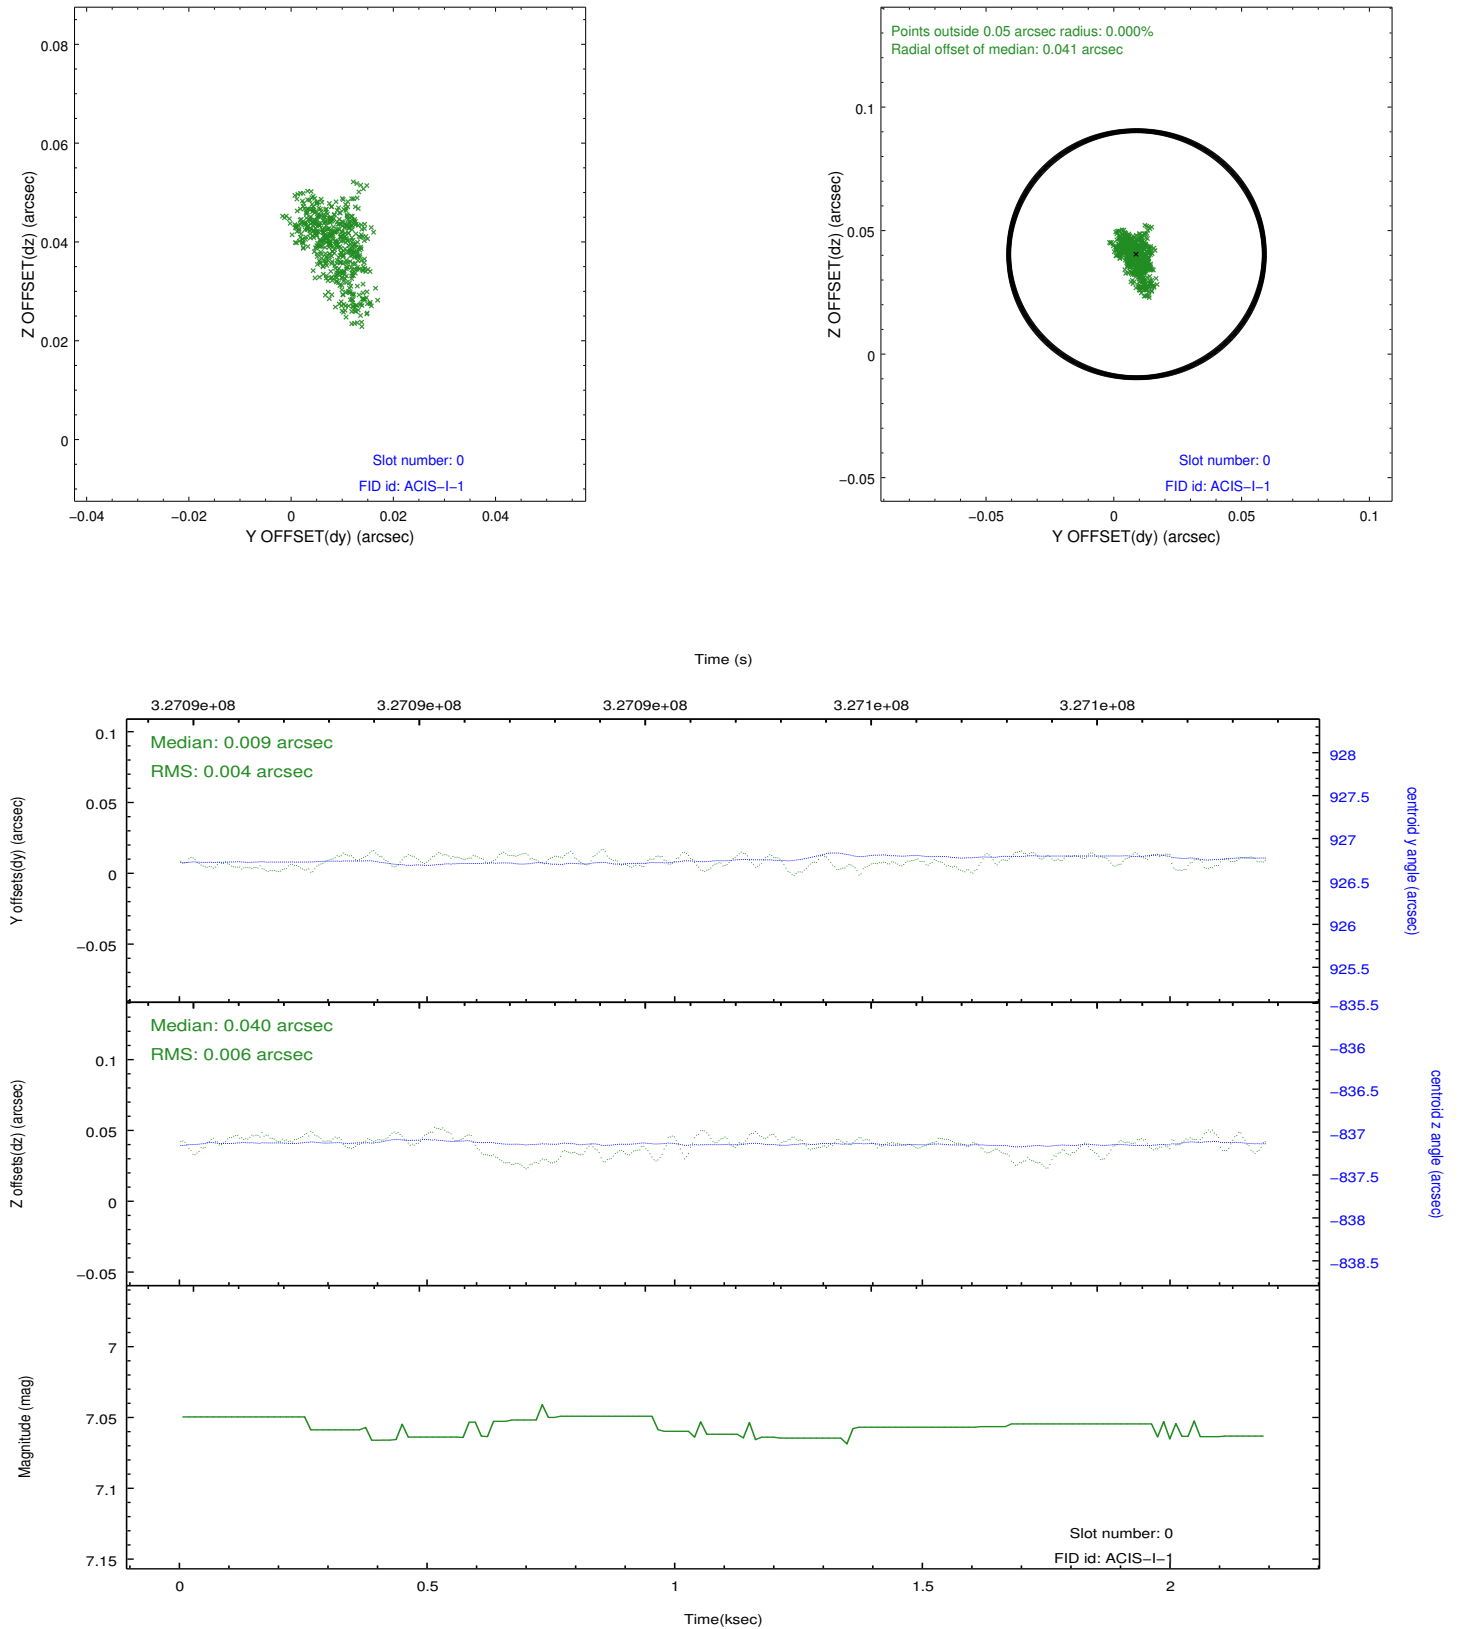 0.08
0.06
0.04
0.02
0
Z OFFSET(dz) (arcsec)
Slot number: 0
FID id: ACIS−I−1
−0.04 −0.02 0 0.02 0.04
Y OFFSET(dy) (arcsec)
Points outside 0.05 arcsec radius: 0.000%
Radial offset of median: 0.041 arcsec
0.1
0.05
0
−0.05
Z OFFSET(dz) (arcsec)
Slot number: 0
FID id: ACIS−I−1
−0.05 0 0.05 0.1
Y OFFSET(dy) (arcsec)
Time (s)
3.2709e+08 3.2709e+08 3.2709e+08 3.271e+08 3.271e+08
Median: 0.009 arcsec
RMS: 0.004 arcsec
0.1
0.05
0
−0.05
Y offsets(dy) (arcsec)
928
927.5
927
926.5
926
925.5
centroid y angle (arcsec)
Median: 0.040 arcsec
RMS: 0.006 arcsec
0.1
0.05
0
−0.05
Z offsets(dz) (arcsec)
−835.5
−836
−836.5
−837
−837.5
−838
−838.5
centroid z angle (arcsec)
7
7.05
7.1
7.15
Magnitude (mag)
Slot number: 0
FID id: ACIS−I−1
0 0.5 1 1.5 2
Time(ksec)